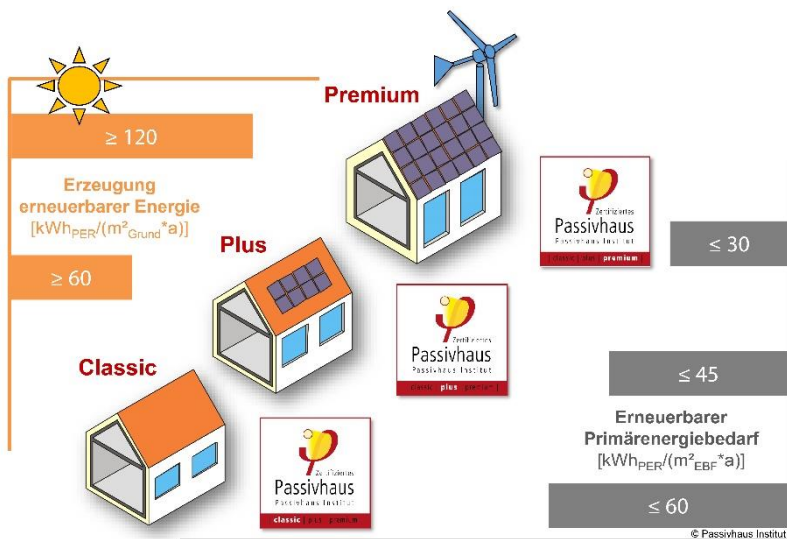 Premium
≥ 120
Erzeugung
erneuerbarer Energie
[kWhPER/(m²Grund*a)]
≥ 60
Plus
Classic
Zertifiziertes
Passivhaus
Passivhaus Institut
| classic | plus | premium |
≤ 30
Zertifiziertes
Passivhaus
Passivhaus Institut
classic | plus | premium |
≤ 45
Erneuerbarer
Primärenergiebedarf
[kWhPER/(m²EBF*a)]
Zertifiziertes
Passivhaus
Passivhaus Institut
classic | plus | premium
≤ 60
© Passivhaus Institut